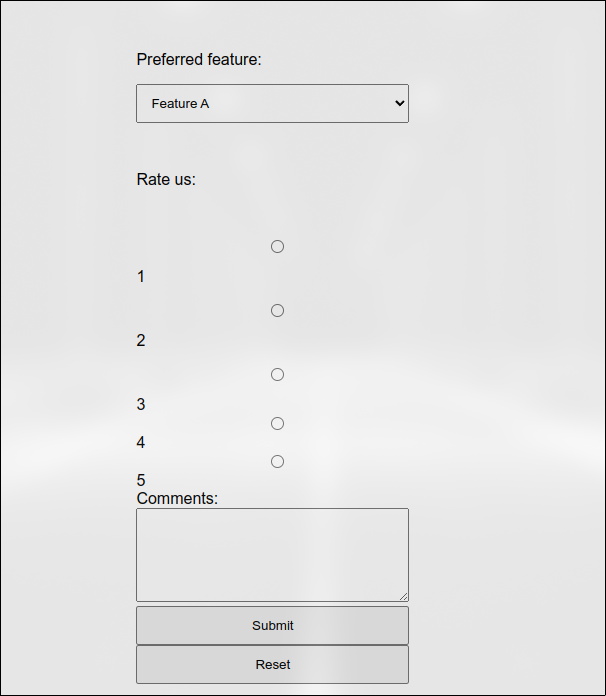 Preferred feature:
Feature A
Rate us:
1
2
3
4
5
Comments:
Submit
Reset